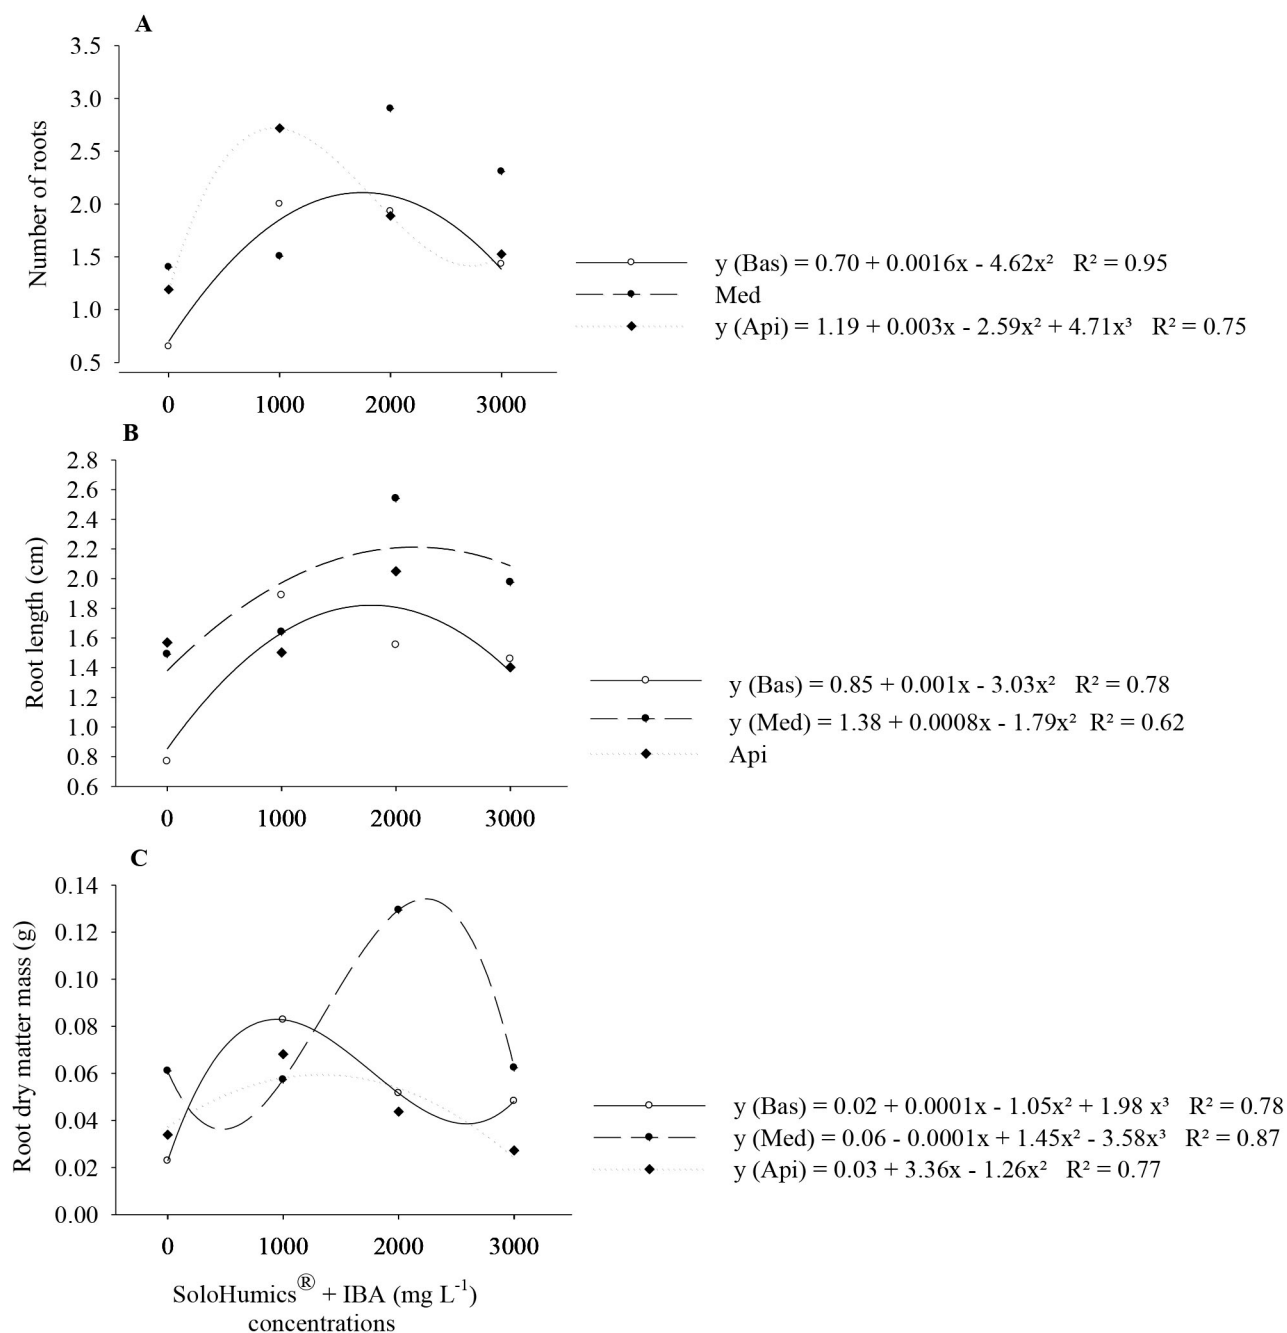 A
3.5
3.0
2.5
2.0
1.5
1.0
0.5
Number of roots
0 1000 2000 3000
y (Bas) = 0.70 + 0.0016x - 4.62x² R² = 0.95
Med
y (Api) = 1.19 + 0.003x - 2.59x² + 4.71x³ R² = 0.75
B
2.8
2.6
2.4
2.2
2.0
1.8
1.6
1.4
1.2
1.0
0.8
0.6
Root length (cm)
0 1000 2000 3000
y (Bas) = 0.85 + 0.001x - 3.03x² R² = 0.78
y (Med) = 1.38 + 0.0008x - 1.79x² R² = 0.62
Api
C
0.14
0.12
0.10
0.08
0.06
0.04
0.02
0.00
Root dry matter mass (g)
0 1000 2000 3000
y (Bas) = 0.02 + 0.0001x - 1.05x² + 1.98 x³ R² = 0.78
y (Med) = 0.06 - 0.0001x + 1.45x² - 3.58x³ R² = 0.87
y (Api) = 0.03 + 3.36x - 1.26x² R² = 0.77
SoloHumics® + IBA (mg L⁻¹)
concentrations